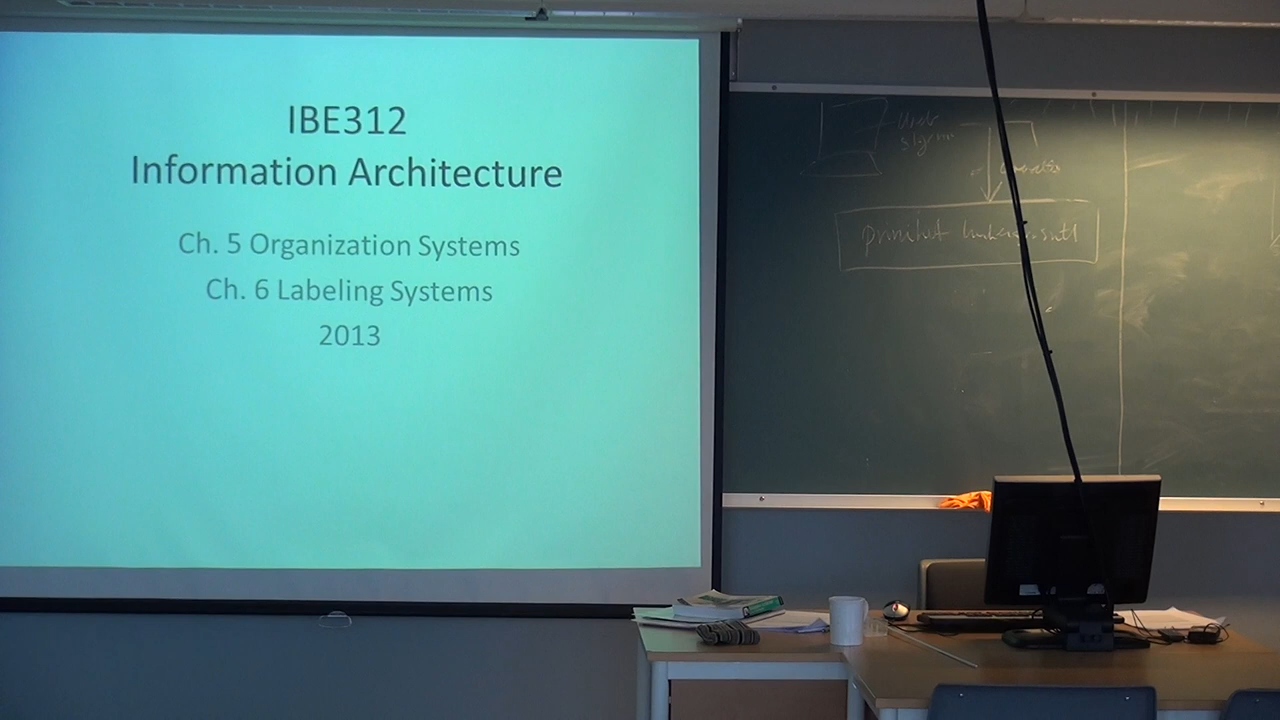 IBE312
Information Architecture
Ch. 5 Organization Systems
Ch. 6 Labeling Systems
2013